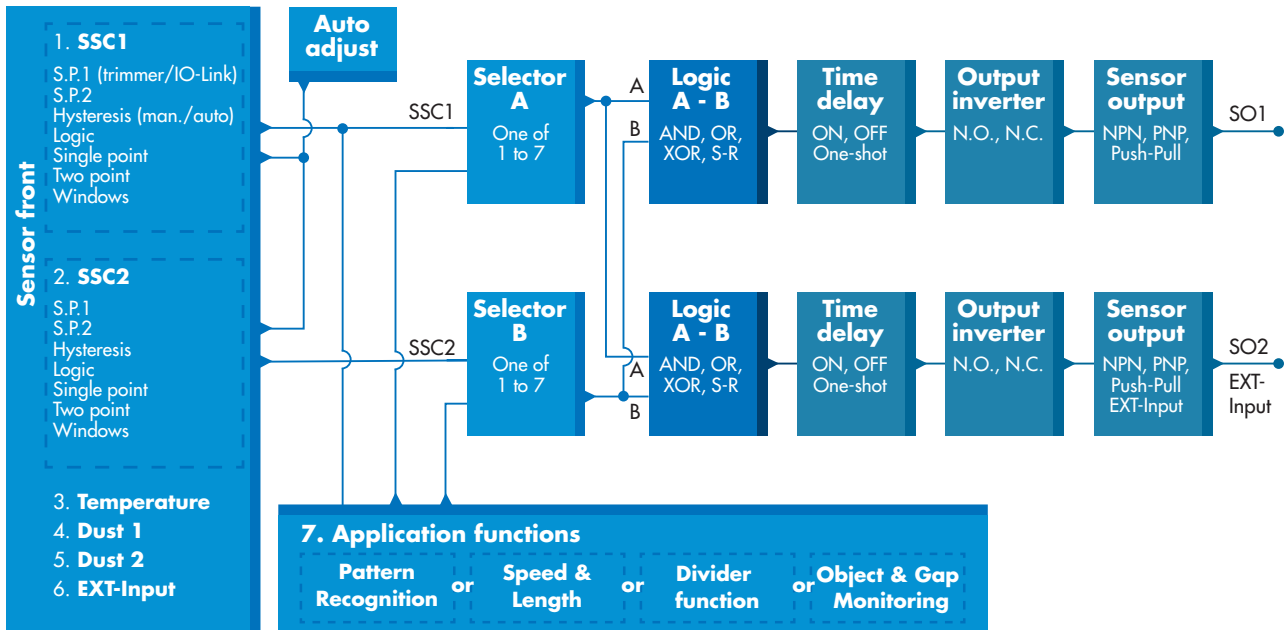 Sensor front
1. SSC1
S.P.1 (trimmer/IO-Link)
S.P.2
Hysteresis (man./auto)
Logic
Single point
Two point
Windows
2. SSC2
S.P.1
S.P.2
Hysteresis
Logic
Single point
Two point
Windows
3. Temperature
4. Dust 1
5. Dust 2
6. EXT-Input
Auto
adjust
SSC1
Selector
A
One of
1 to 7
A
B
Logic
A - B
AND, OR,
XOR, S-R
Time
delay
ON, OFF
One-shot
Output
inverter
N.O., N.C.
Sensor
output
NPN, PNP,
Push-Pull
SO1
SSC2
Selector
B
One of
1 to 7
A
B
Logic
A - B
AND, OR,
XOR, S-R
Time
delay
ON, OFF
One-shot
Output
inverter
N.O., N.C.
Sensor
output
NPN, PNP,
Push-Pull
EXT-Input
SO2
EXT-
Input
7. Application functions
Pattern
Recognition
or
Speed &
Length
or
Divider
function
or
Object & Gap
Monitoring